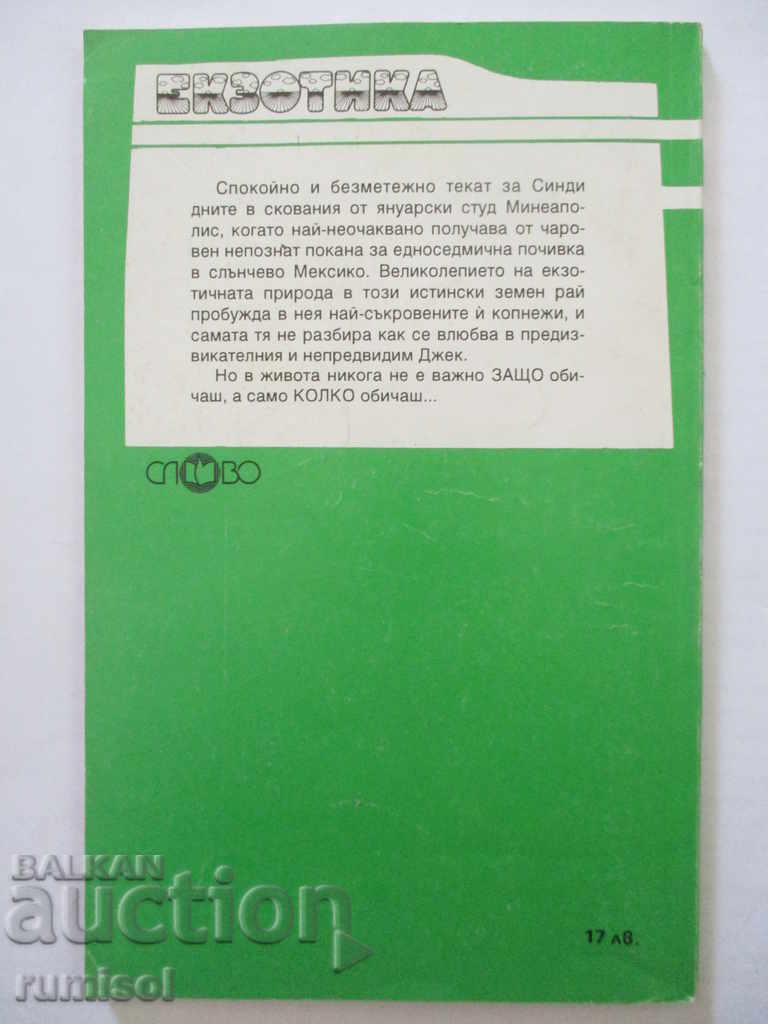 ЕКЗОТИКА
Спокойно и безметежно текат за Синди
дните в скования от януарски студ Минеапо-
лис, когато най-неочаквано получава от чаро-
вен непознат покана за едноседмична почивка
в слънчево Мексико. Великолепието на екзо-
тичната природа в този истински земен рай
пробужда в нея най-съкровените ѝ копнежи, и
самата тя не разбира как се влюбва в предиз-
викателния и непредвидим Джек.
Но в живота никога не е важно ЗАЩО оби-
чаш, а само КОЛКО обичаш...
СЛОВО
17 лв.
BALKAN
auction
rumisol